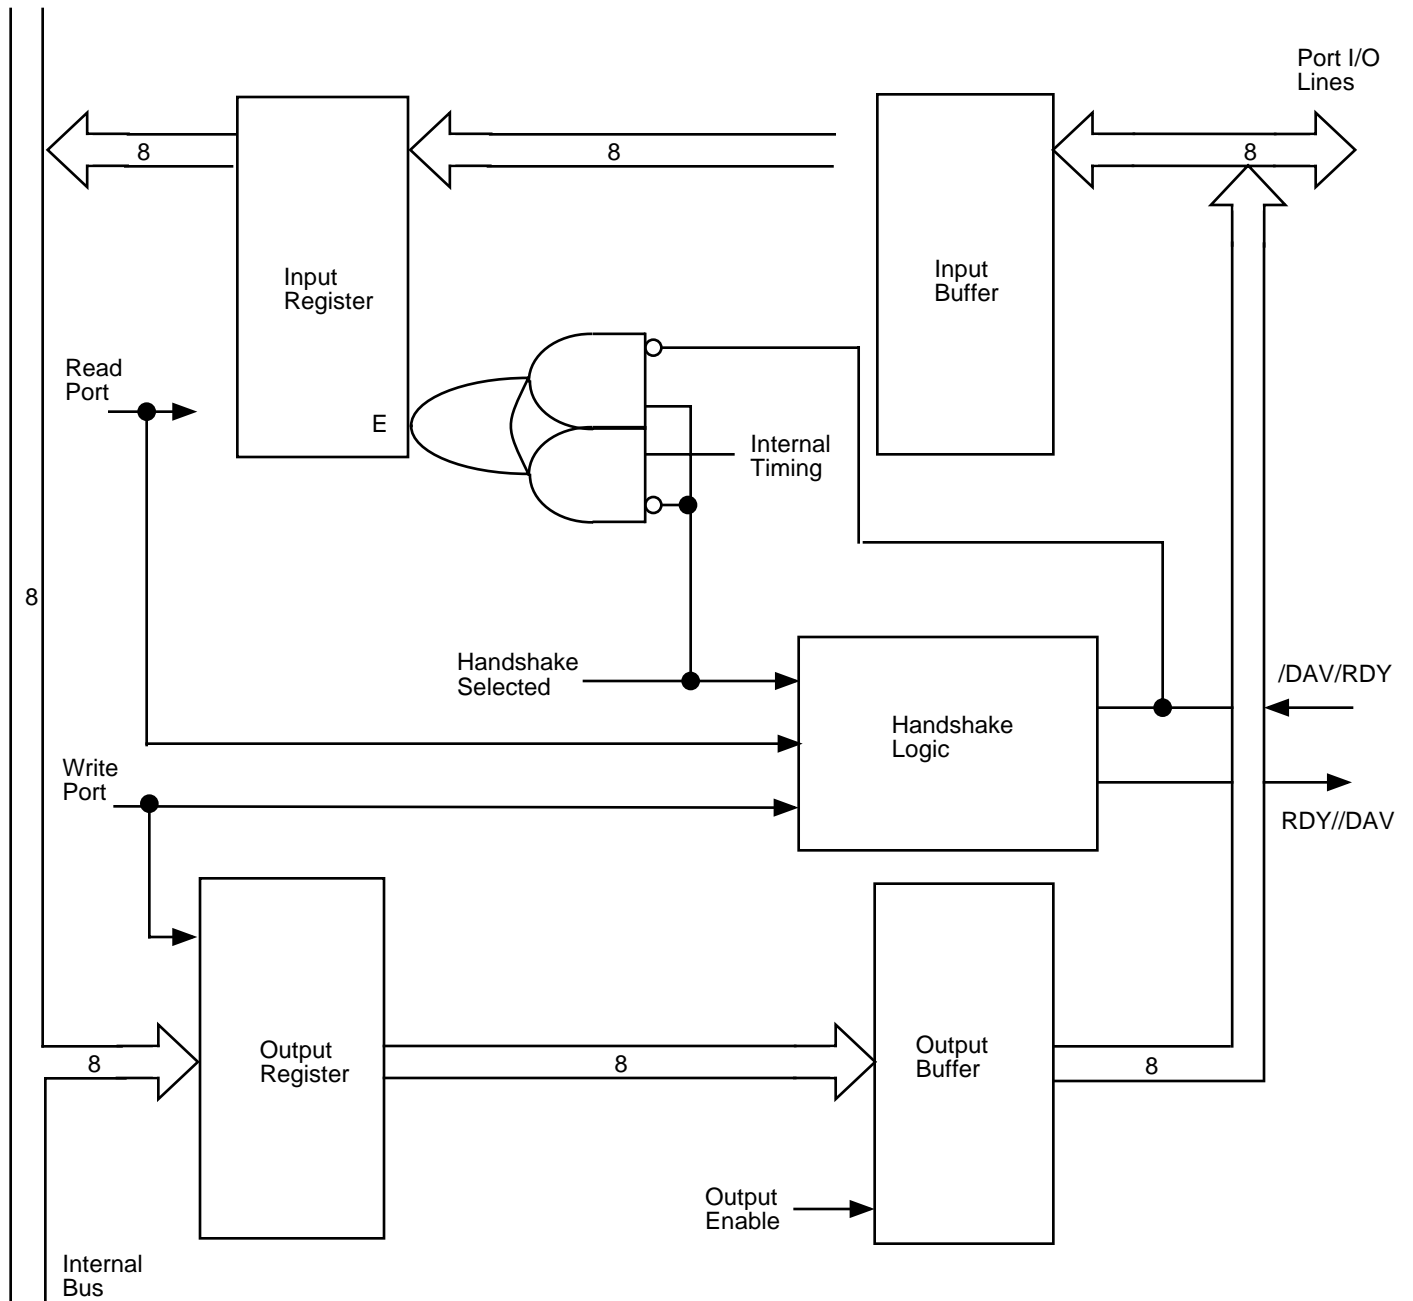 Port I/O
Lines
8
8
8
Input
Register
Input
Buffer
Read
Port
E
Internal
Timing
8
Handshake
Selected
/DAV/RDY
Handshake
Logic
Write
Port
RDY//DAV
Output
Register
Output
Buffer
8
8
8
Output
Enable
Internal
Bus